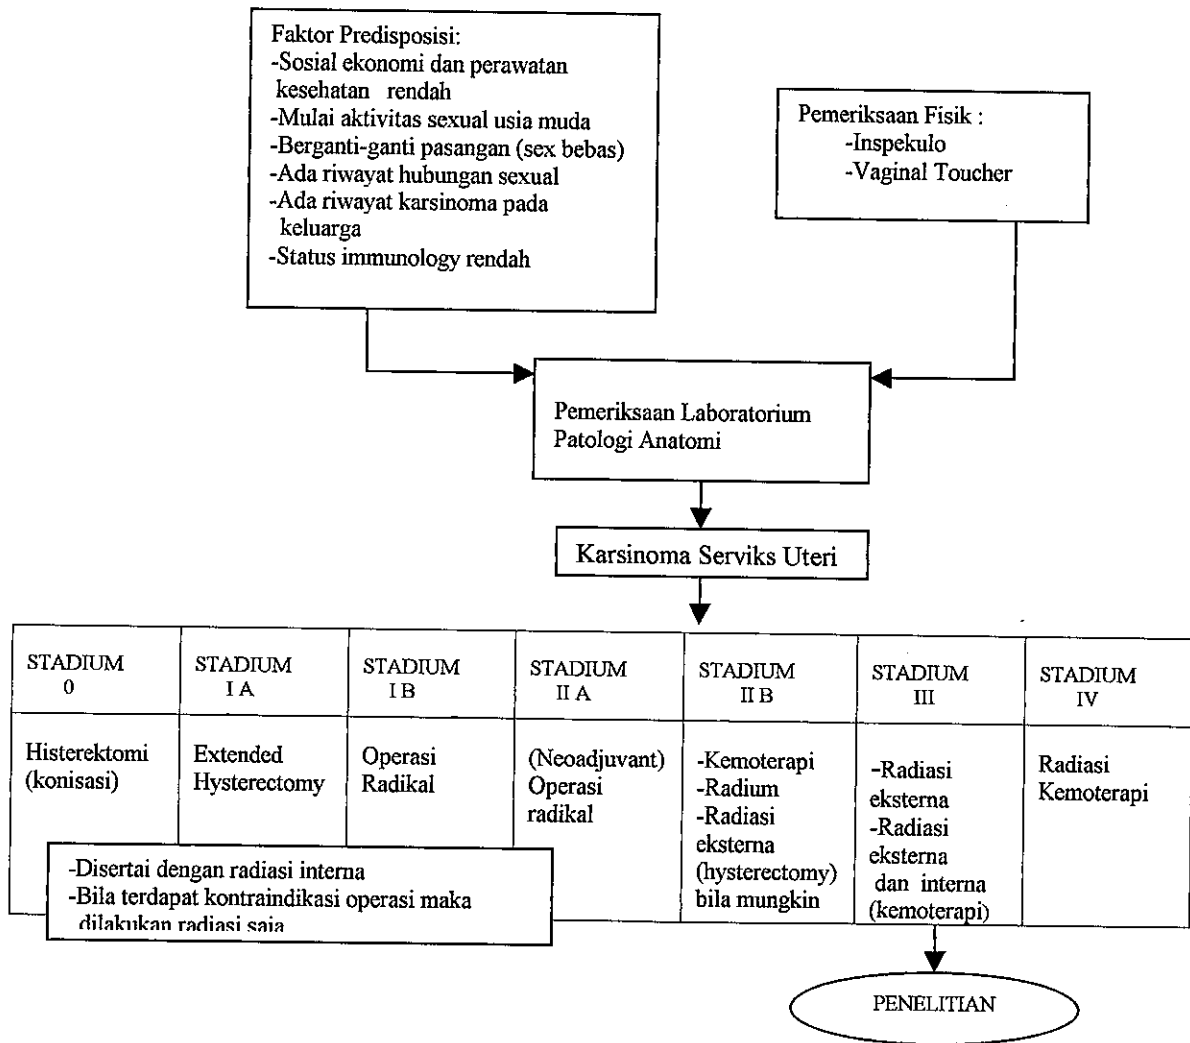 Faktor Predisposisi:
-Sosial ekonomi dan perawatan
kesehatan rendah
-Mulai aktivitas sexual usia muda
-Berganti-ganti pasangan (sex bebas)
-Ada riwayat hubungan sexual
-Ada riwayat karsinoma pada
keluarga
-Status immunology rendah
Pemeriksaan Fisik :
-Inspekulo
-Vaginal Toucher
Pemeriksaan Laboratorium
Patologi Anatomi
Karsinoma Serviks Uteri
STADIUM
0
STADIUM
I A
STADIUM
I B
STADIUM
II A
STADIUM
II B
STADIUM
III
STADIUM
IV
Histerektomi
(konisasi)
Extended
Hysterectomy
Operasi
Radikal
(Neoadjuvant)
Operasi
radikal
-Kemoterapi
-Radium
-Radiasi
eksterna
(hysterectomy)
bila mungkin
-Radiasi
eksterna
-Radiasi
eksterna
dan interna
(kemoterapi)
Radiasi
Kemoterapi
-Disertai dengan radiasi interna
-Bila terdapat kontraindikasi operasi maka
dilakukan radiasi saja
PENELITIAN